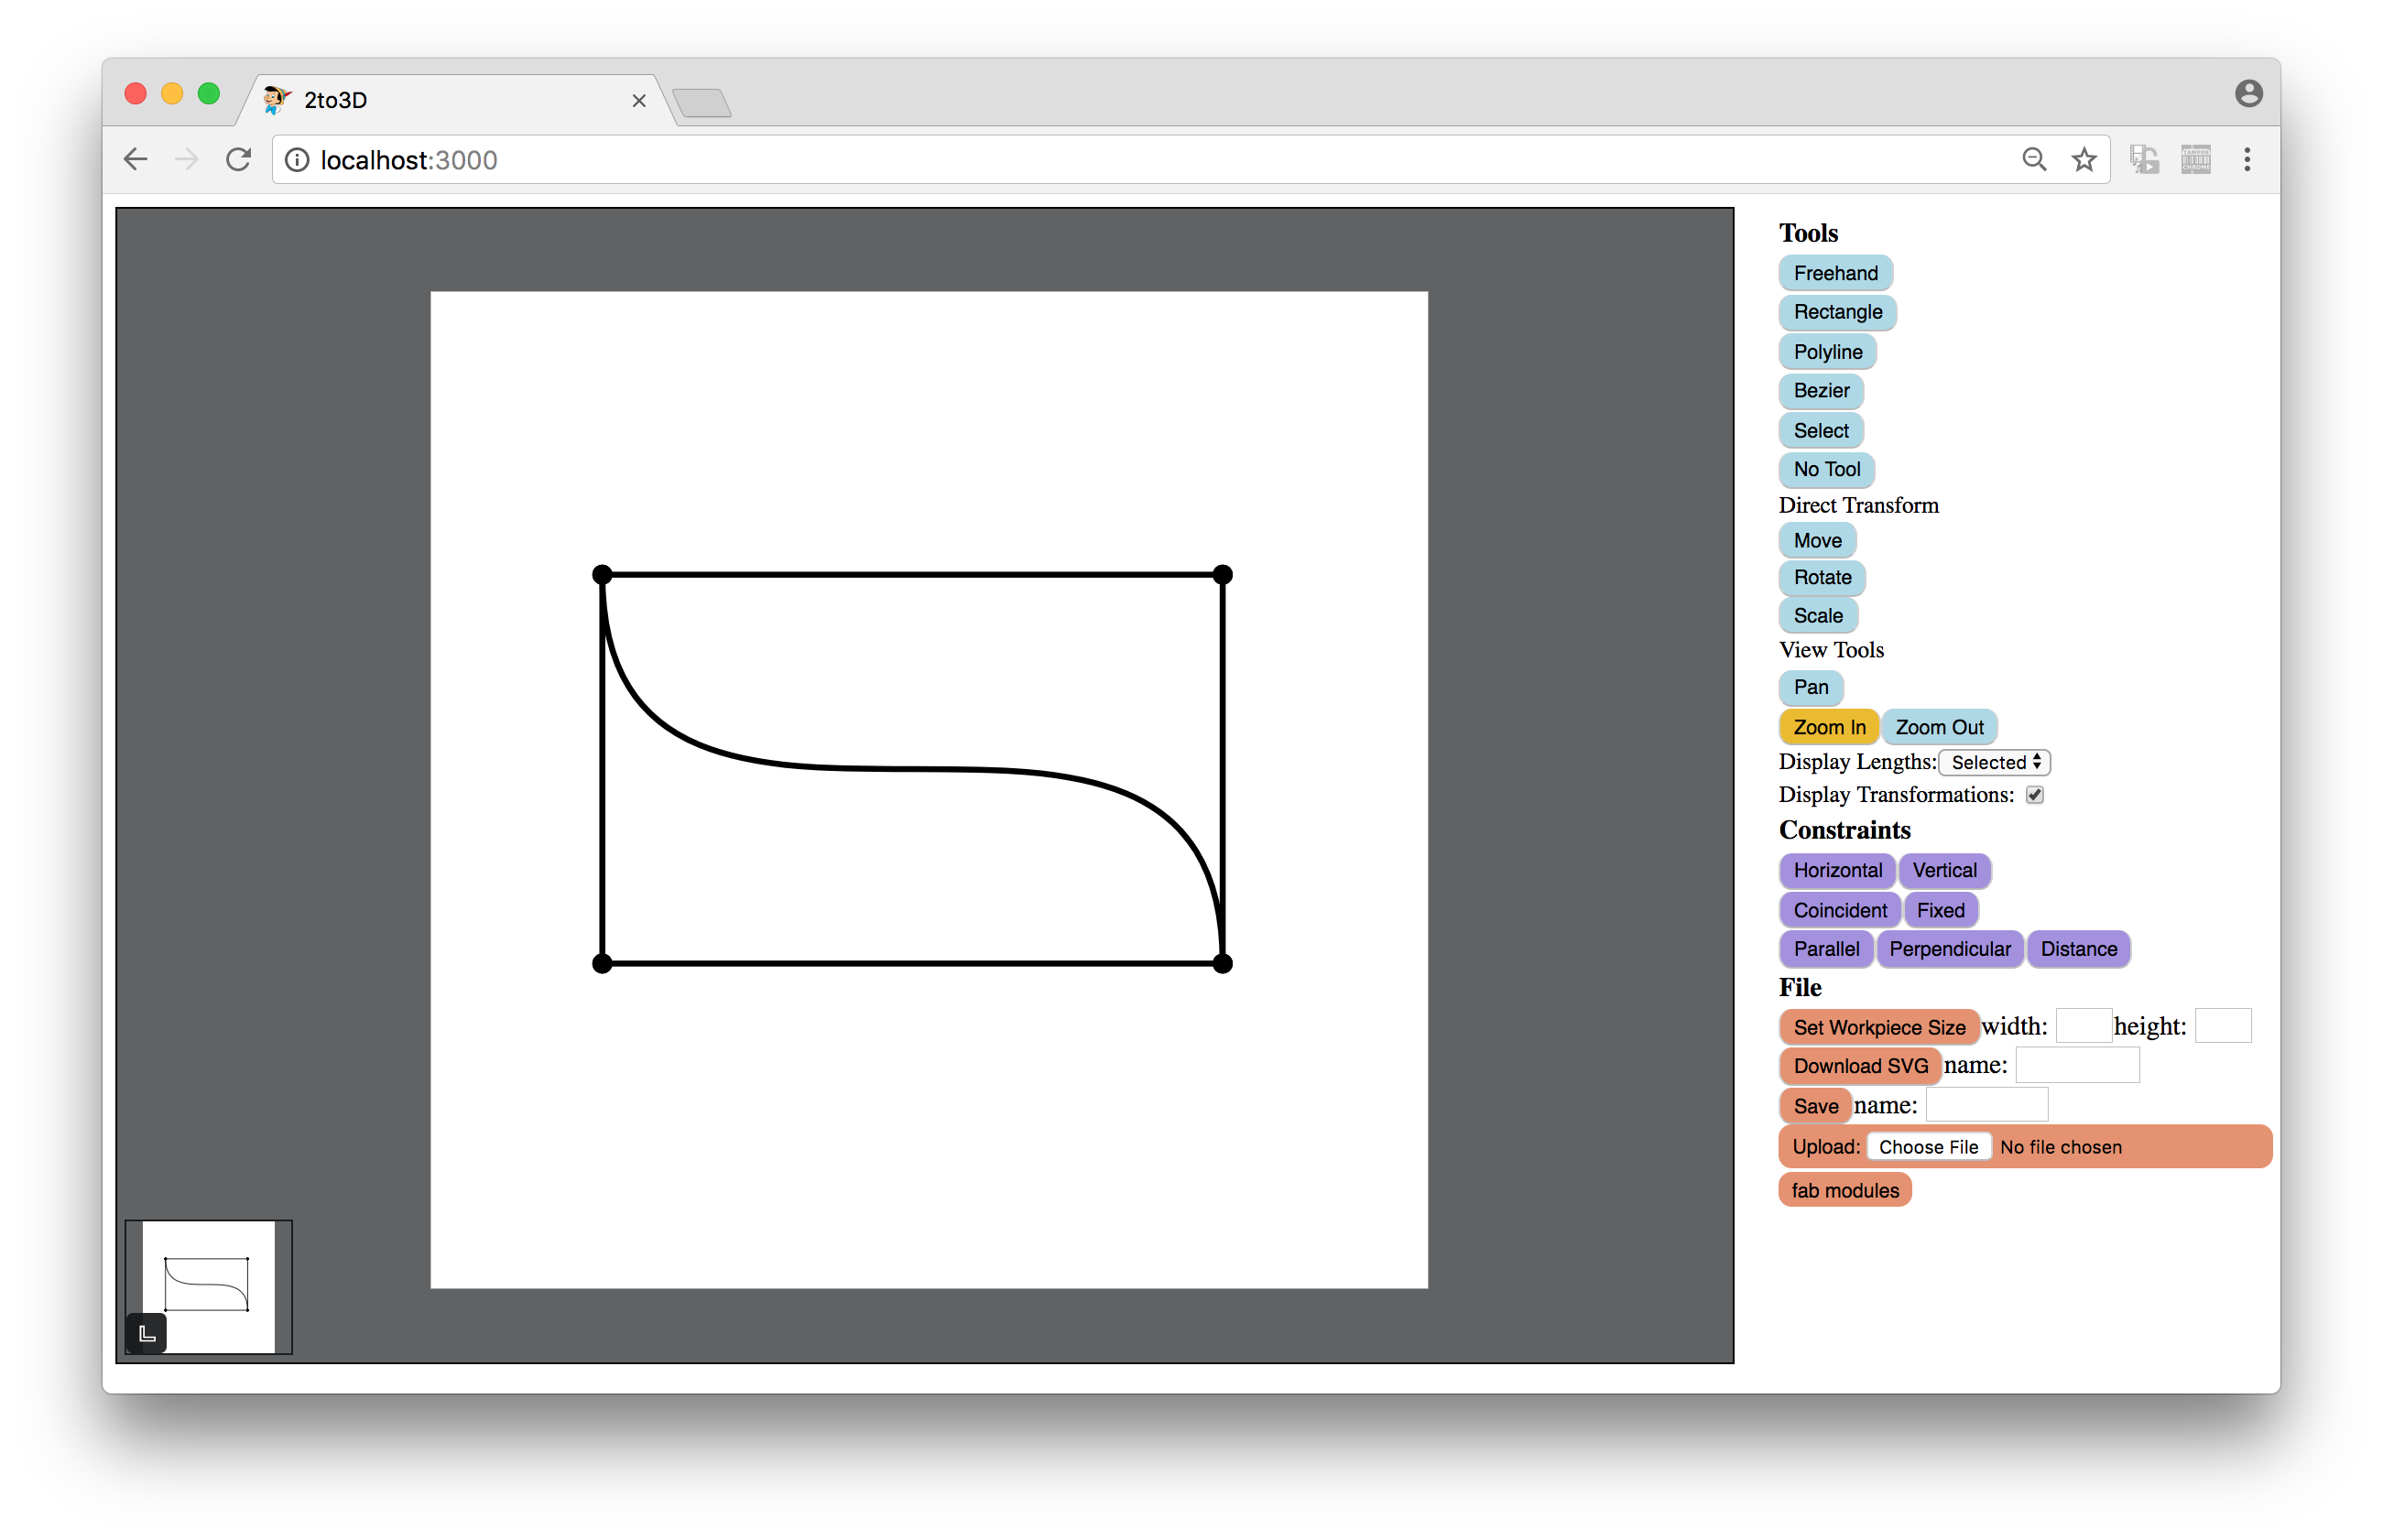 2to3D
localhost:3000
Tools
Freehand
Rectangle
Polyline
Bezier
Select
No Tool
Direct Transform
Move
Rotate
Scale
View Tools
Pan
Zoom In Zoom Out
Display Lengths: Selected
Display Transformations:
Constraints
Horizontal Vertical
Coincident Fixed
Parallel Perpendicular Distance
File
Set Workpiece Size width: height:
Download SVG name:
Save name:
Upload: Choose File No file chosen
fab modules